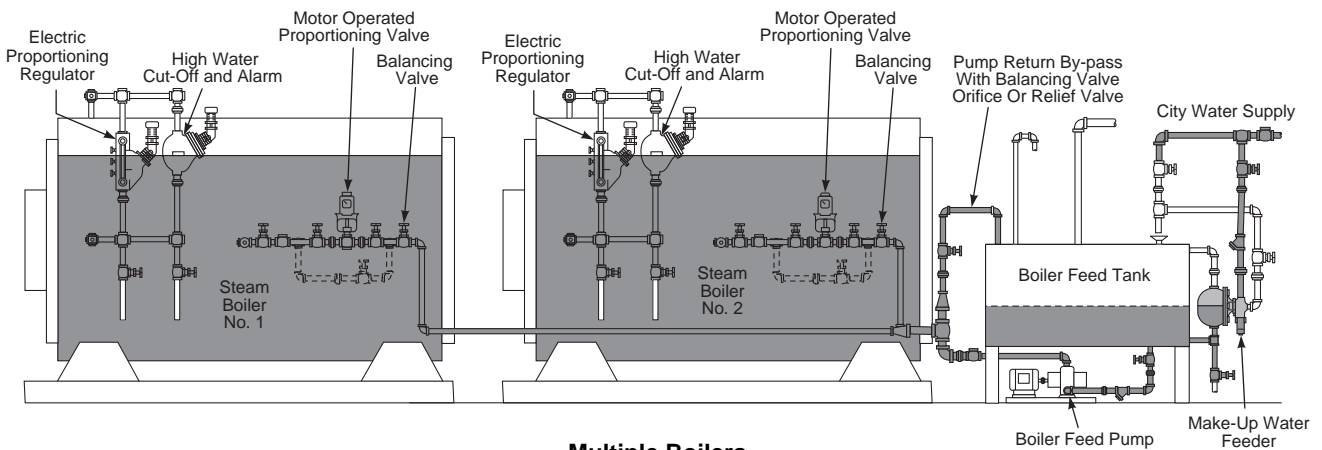 Electric
Proportioning
Regulator
High Water
Cut-Off and Alarm
Motor Operated
Proportioning Valve
Balancing
Valve
Electric
Proportioning
Regulator
High Water
Cut-Off and Alarm
Motor Operated
Proportioning Valve
Balancing
Valve
Pump Return By-pass
With Balancing Valve
Orifice Or Relief Valve
City Water Supply
Steam
Boiler
No. 1
Steam
Boiler
No. 2
Boiler Feed Tank
Boiler Feed Pump
Make-Up Water
Feeder
Multiple Boilers